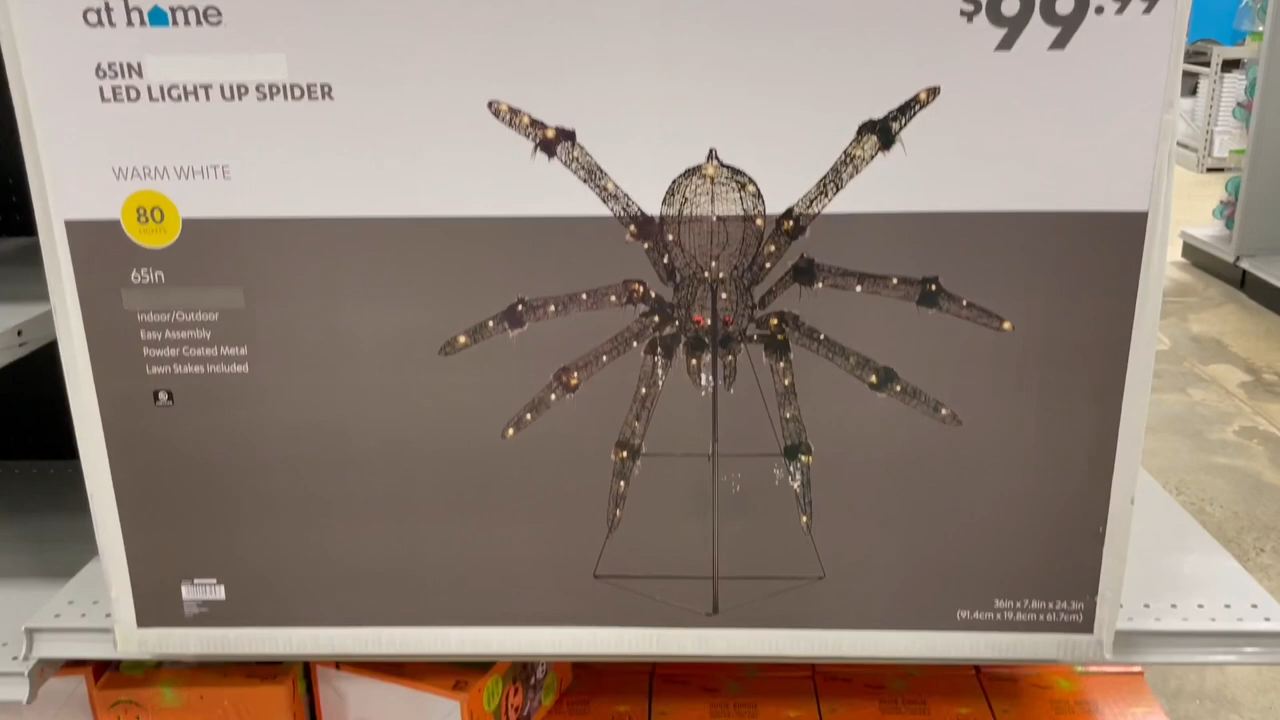 at home
$99.99
65IN
LED LIGHT UP SPIDER
WARM WHITE
80
LIGHTS
65in
Indoor/Outdoor
Easy Assembly
Powder Coated Metal
Lawn Stakes Included
36in x 7.8in x 24.3in
(91.4cm x 19.8cm x 61.7cm)